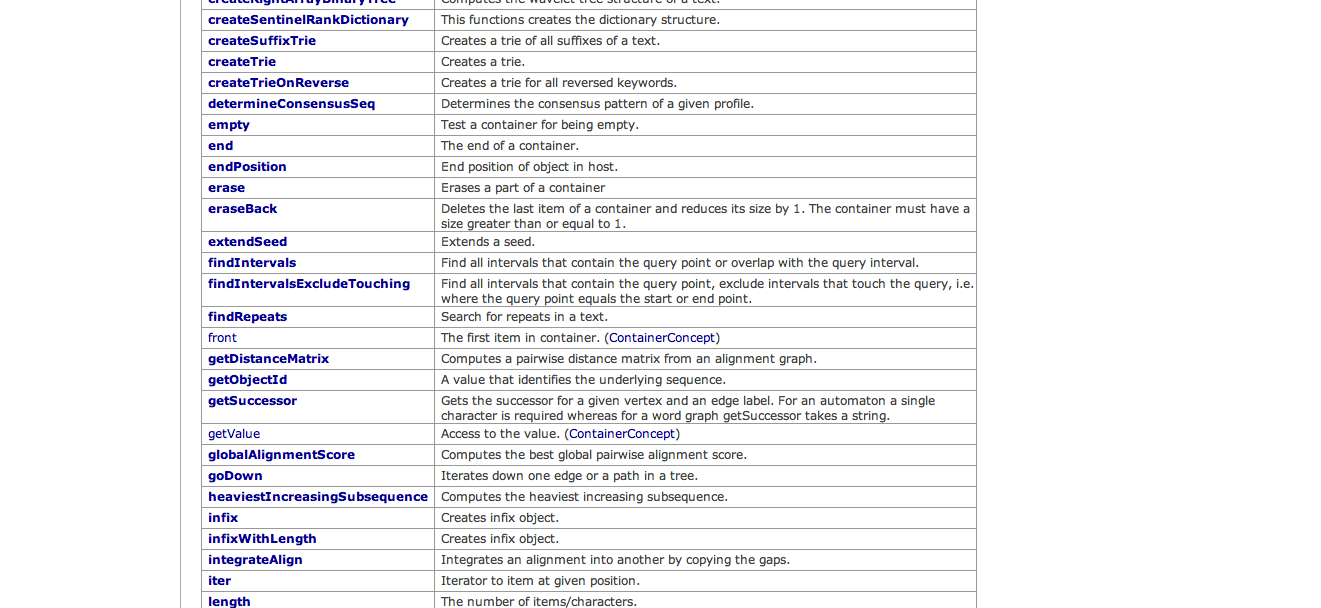 createRightArrayBinaryTree Computes the wavelet tree structure of a text.
createSentinelRankDictionary This functions creates the dictionary structure.
createSuffixTrie Creates a trie of all suffixes of a text.
createTrie Creates a trie.
createTrieOnReverse Creates a trie for all reversed keywords.
determineConsensusSeq Determines the consensus pattern of a given profile.
empty Test a container for being empty.
end The end of a container.
endPosition End position of object in host.
erase Erases a part of a container
eraseBack Deletes the last item of a container and reduces its size by 1. The container must have a
size greater than or equal to 1.
extendSeed Extends a seed.
findIntervals Find all intervals that contain the query point or overlap with the query interval.
findIntervalsExcludeTouching Find all intervals that contain the query point, exclude intervals that touch the query, i.e.
where the query point equals the start or end point.
findRepeats Search for repeats in a text.
front The first item in container. (ContainerConcept)
getDistanceMatrix Computes a pairwise distance matrix from an alignment graph.
getObjectId A value that identifies the underlying sequence.
getSuccessor Gets the successor for a given vertex and an edge label. For an automaton a single
character is required whereas for a word graph getSuccessor takes a string.
getValue Access to the value. (ContainerConcept)
globalAlignmentScore Computes the best global pairwise alignment score.
goDown Iterates down one edge or a path in a tree.
heaviestIncreasingSubsequence Computes the heaviest increasing subsequence.
infix Creates infix object.
infixWithLength Creates infix object.
integrateAlign Integrates an alignment into another by copying the gaps.
iter Iterator to item at given position.
length The number of items/characters.